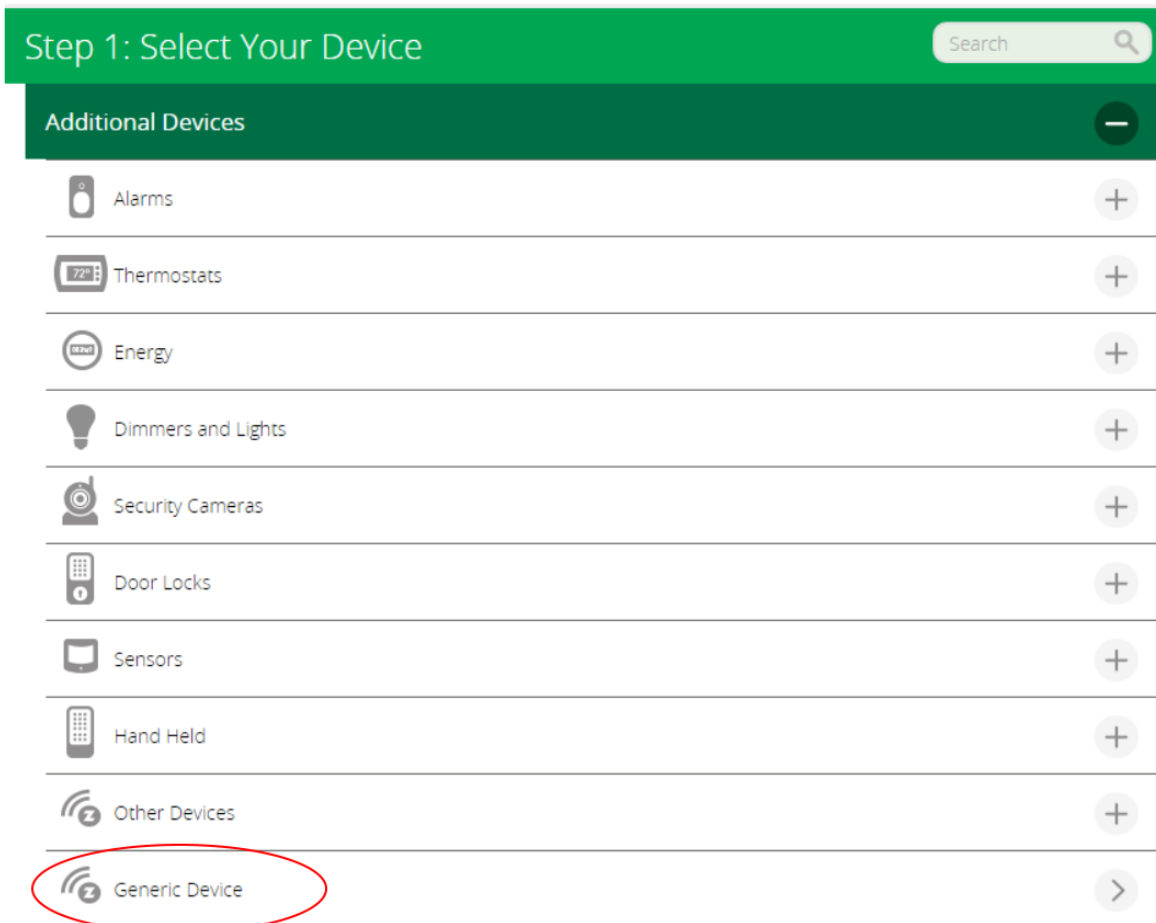 Step 1: Select Your Device
Search
Additional Devices
Alarms
72°
Thermostats
Energy
Dimmers and Lights
Security Cameras
Door Locks
Sensors
Hand Held
Z
Other Devices
Z
Generic Device